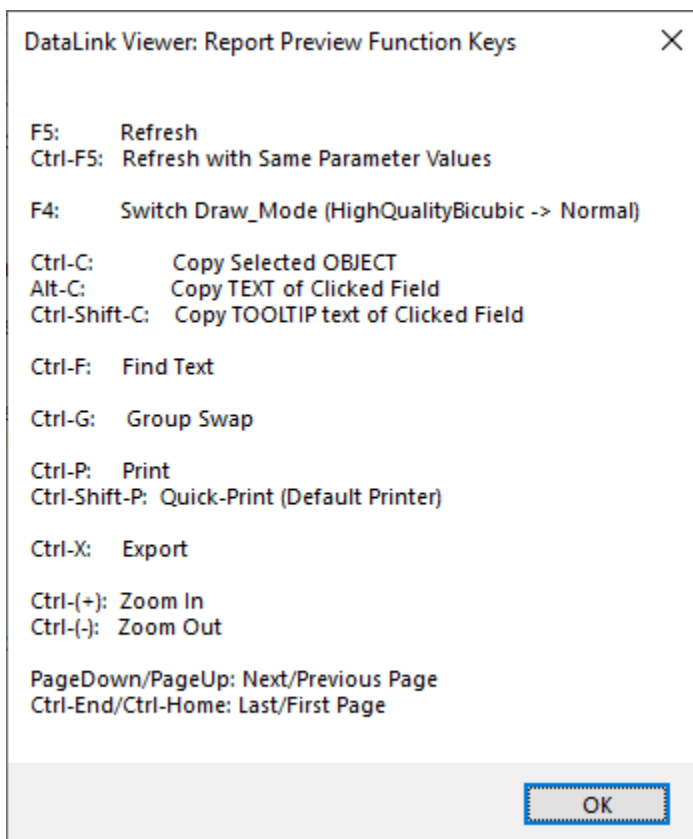 DataLink Viewer: Report Preview Function Keys
F5: Refresh
Ctrl-F5: Refresh with Same Parameter Values
F4: Switch Draw_Mode (HighQualityBicubic -> Normal)
Ctrl-C: Copy Selected OBJECT
Alt-C: Copy TEXT of Clicked Field
Ctrl-Shift-C: Copy TOOLTIP text of Clicked Field
Ctrl-F: Find Text
Ctrl-G: Group Swap
Ctrl-P: Print
Ctrl-Shift-P: Quick-Print (Default Printer)
Ctrl-X: Export
Ctrl-(+): Zoom In
Ctrl-(-): Zoom Out
PageDown/PageUp: Next/Previous Page
Ctrl-End/Ctrl-Home: Last/First Page
OK